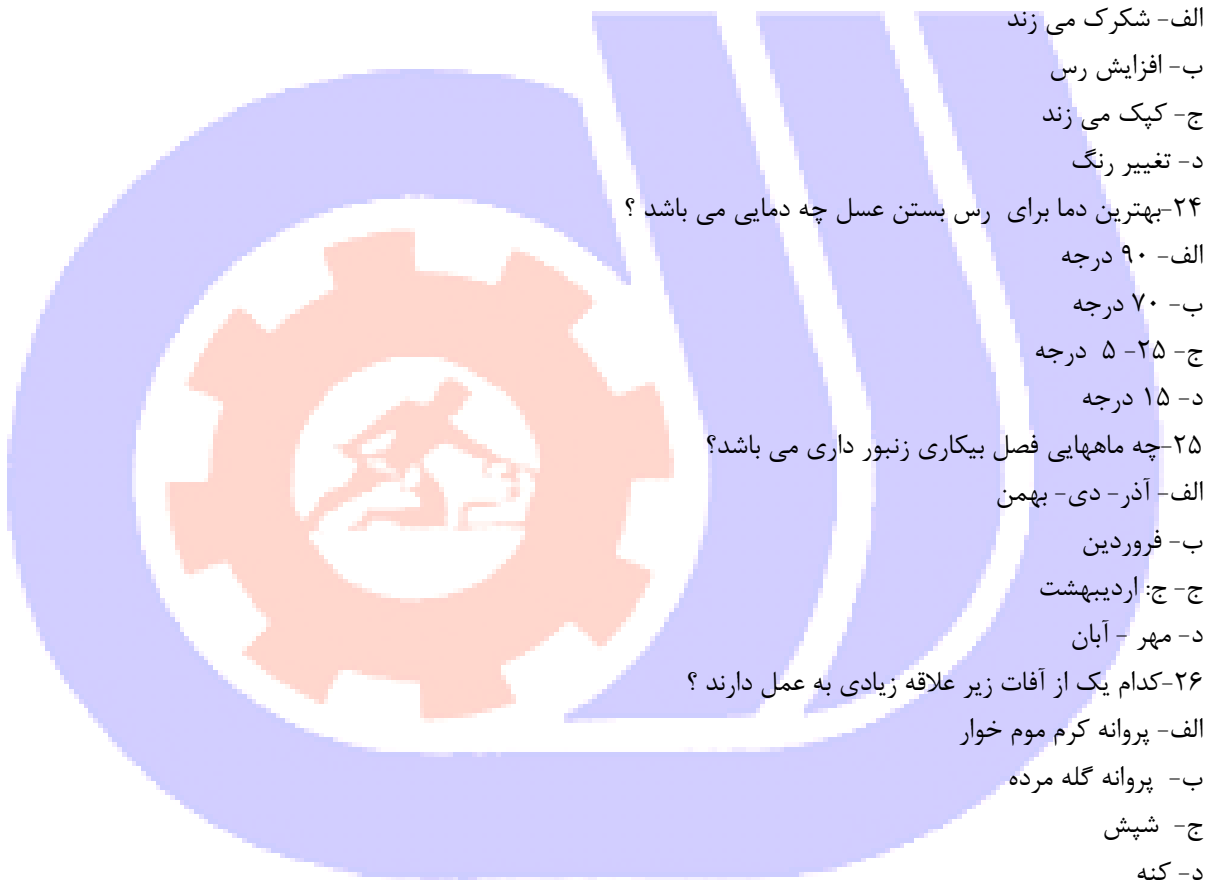 الف- شکرک می زند
ب- افزایش رس
ج- کپک می زند
د- تغییر رنگ
۲۴-بهترین دما برای رس بستن عسل چه دمایی می باشد ؟
الف- ۹۰ درجه
ب- ۷۰ درجه
ج- ۲۵- ۵ درجه
د- ۱۵ درجه
۲۵-چه ماههایی فصل بیکاری زنبور داری می باشد؟
الف- آذر- دی- بهمن
ب- فروردین
ج- ج: اردیبهشت
د- مهر - آبان
۲۶-کدام یک از آفات زیر علاقه زیادی به عمل دارند ؟
الف- پروانه کرم موم خوار
ب- پروانه گله مرده
ج- شپش
د- کنه